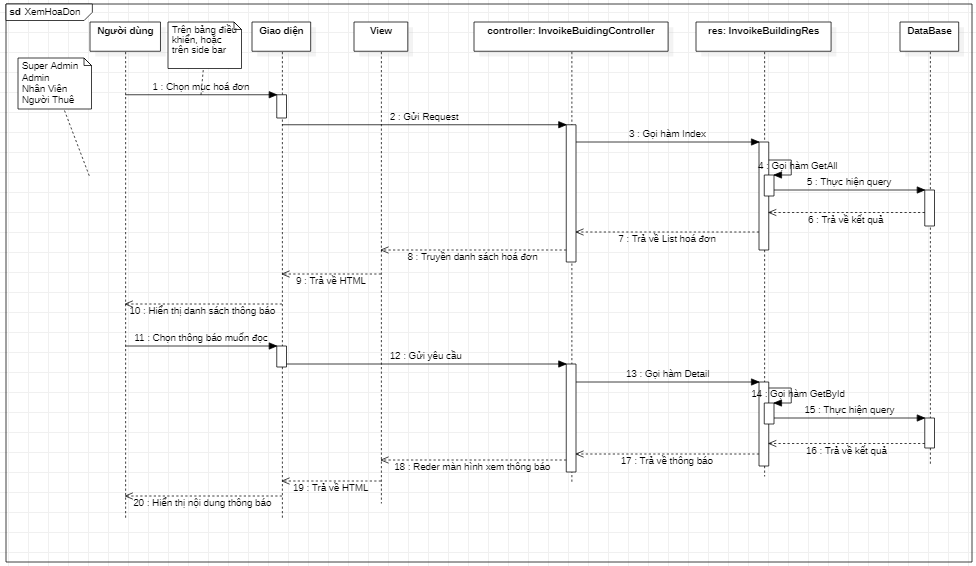 sd XemHoaDon
Người dùng
Trên bảng điều
khiển, hoặc
trên side bar
Giao diện
View
controller: InvoikeBuidingController
res: InvoikeBuildingRes
DataBase
Super Admin
Admin
Nhân Viên
Người Thuê
1 : Chọn mục hoá đơn
2 : Gửi Request
3 : Gọi hàm Index
4 : Gọi hàm GetAll
5 : Thực hiện query
6 : Trả về kết quả
7 : Trả về List hoá đơn
8 : Truyền danh sách hoá đơn
9 : Trả về HTML
10 : Hiển thị danh sách thông báo
11 : Chọn thông báo muốn đọc
12 : Gửi yêu cầu
13 : Gọi hàm Detail
14 : Gọi hàm GetById
15 : Thực hiện query
16 : Trả về kết quả
17 : Trả về thông báo
18 : Reder màn hình xem thông báo
19 : Trả về HTML
20 : Hiển thị nội dung thông báo